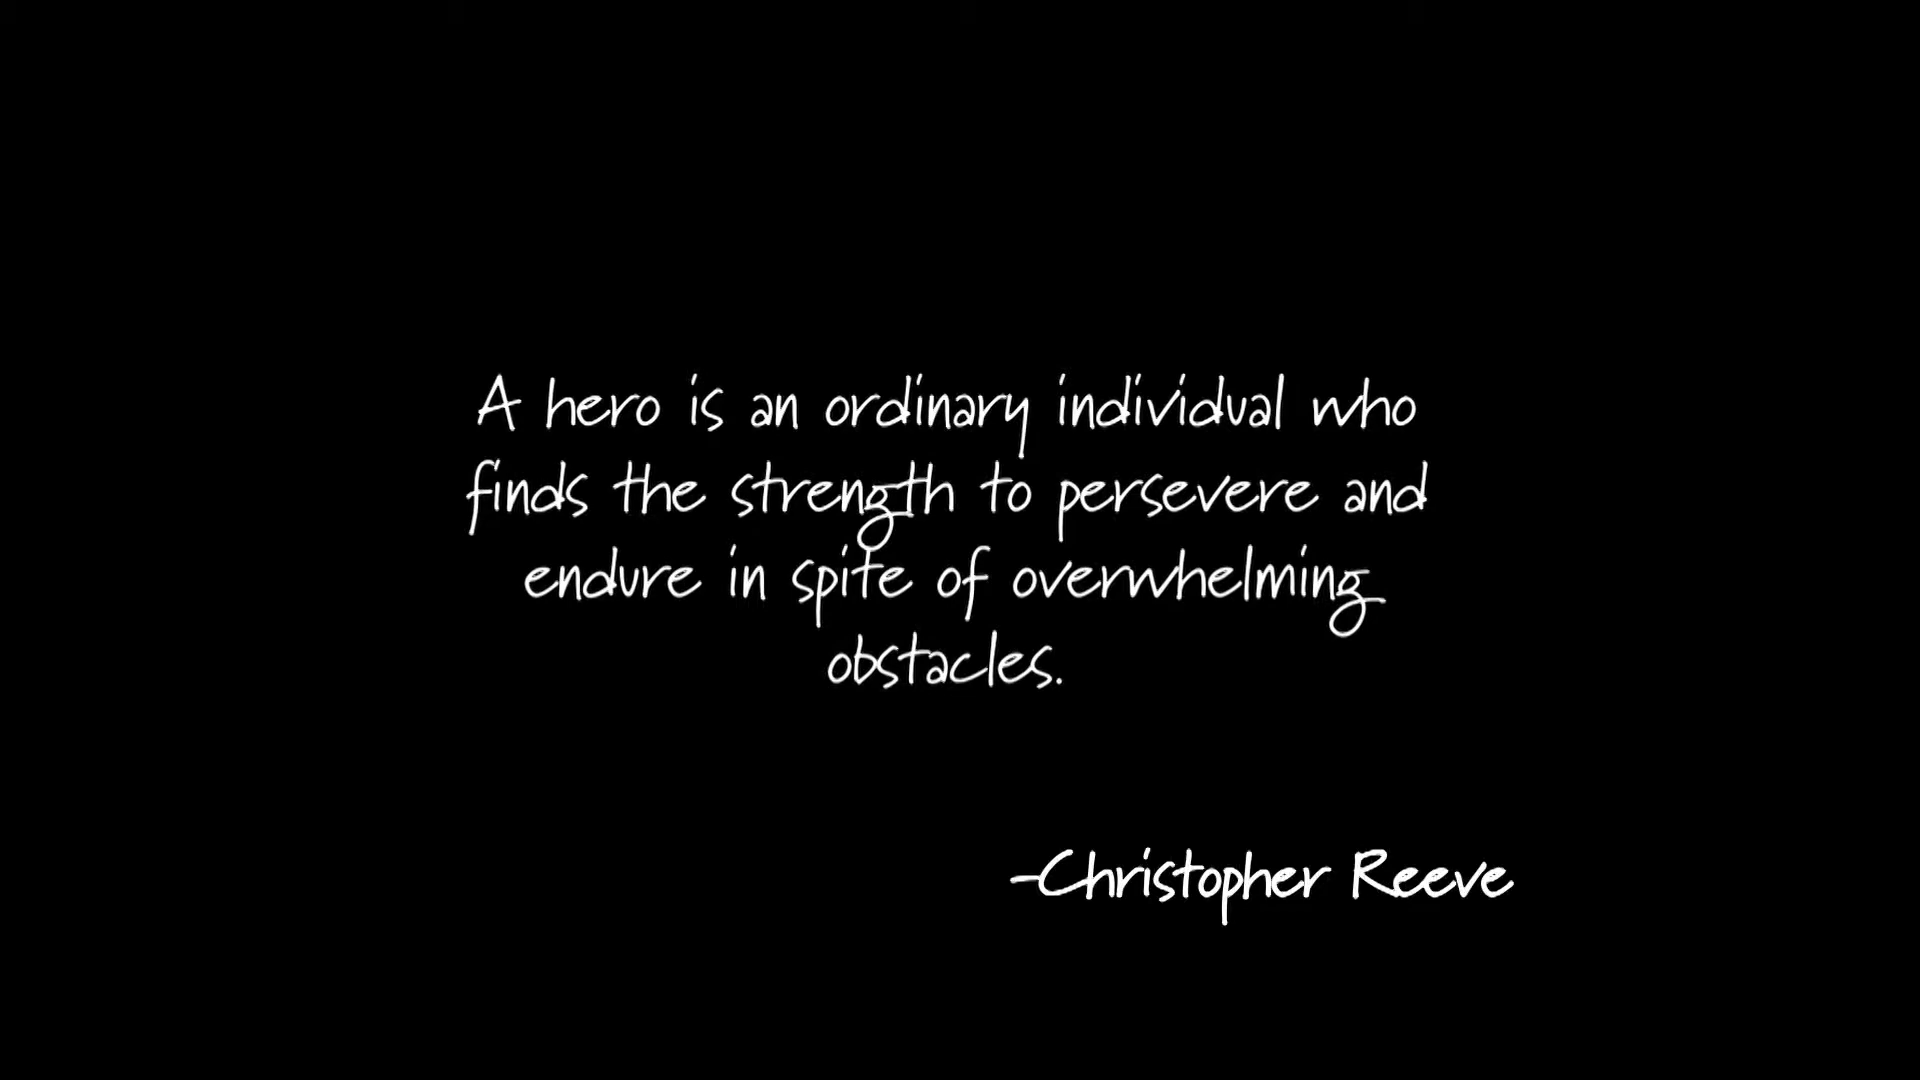 A hero is an ordinary individual who
finds the strength to persevere and
endure in spite of overwhelming
obstacles.
-Christopher Reeve